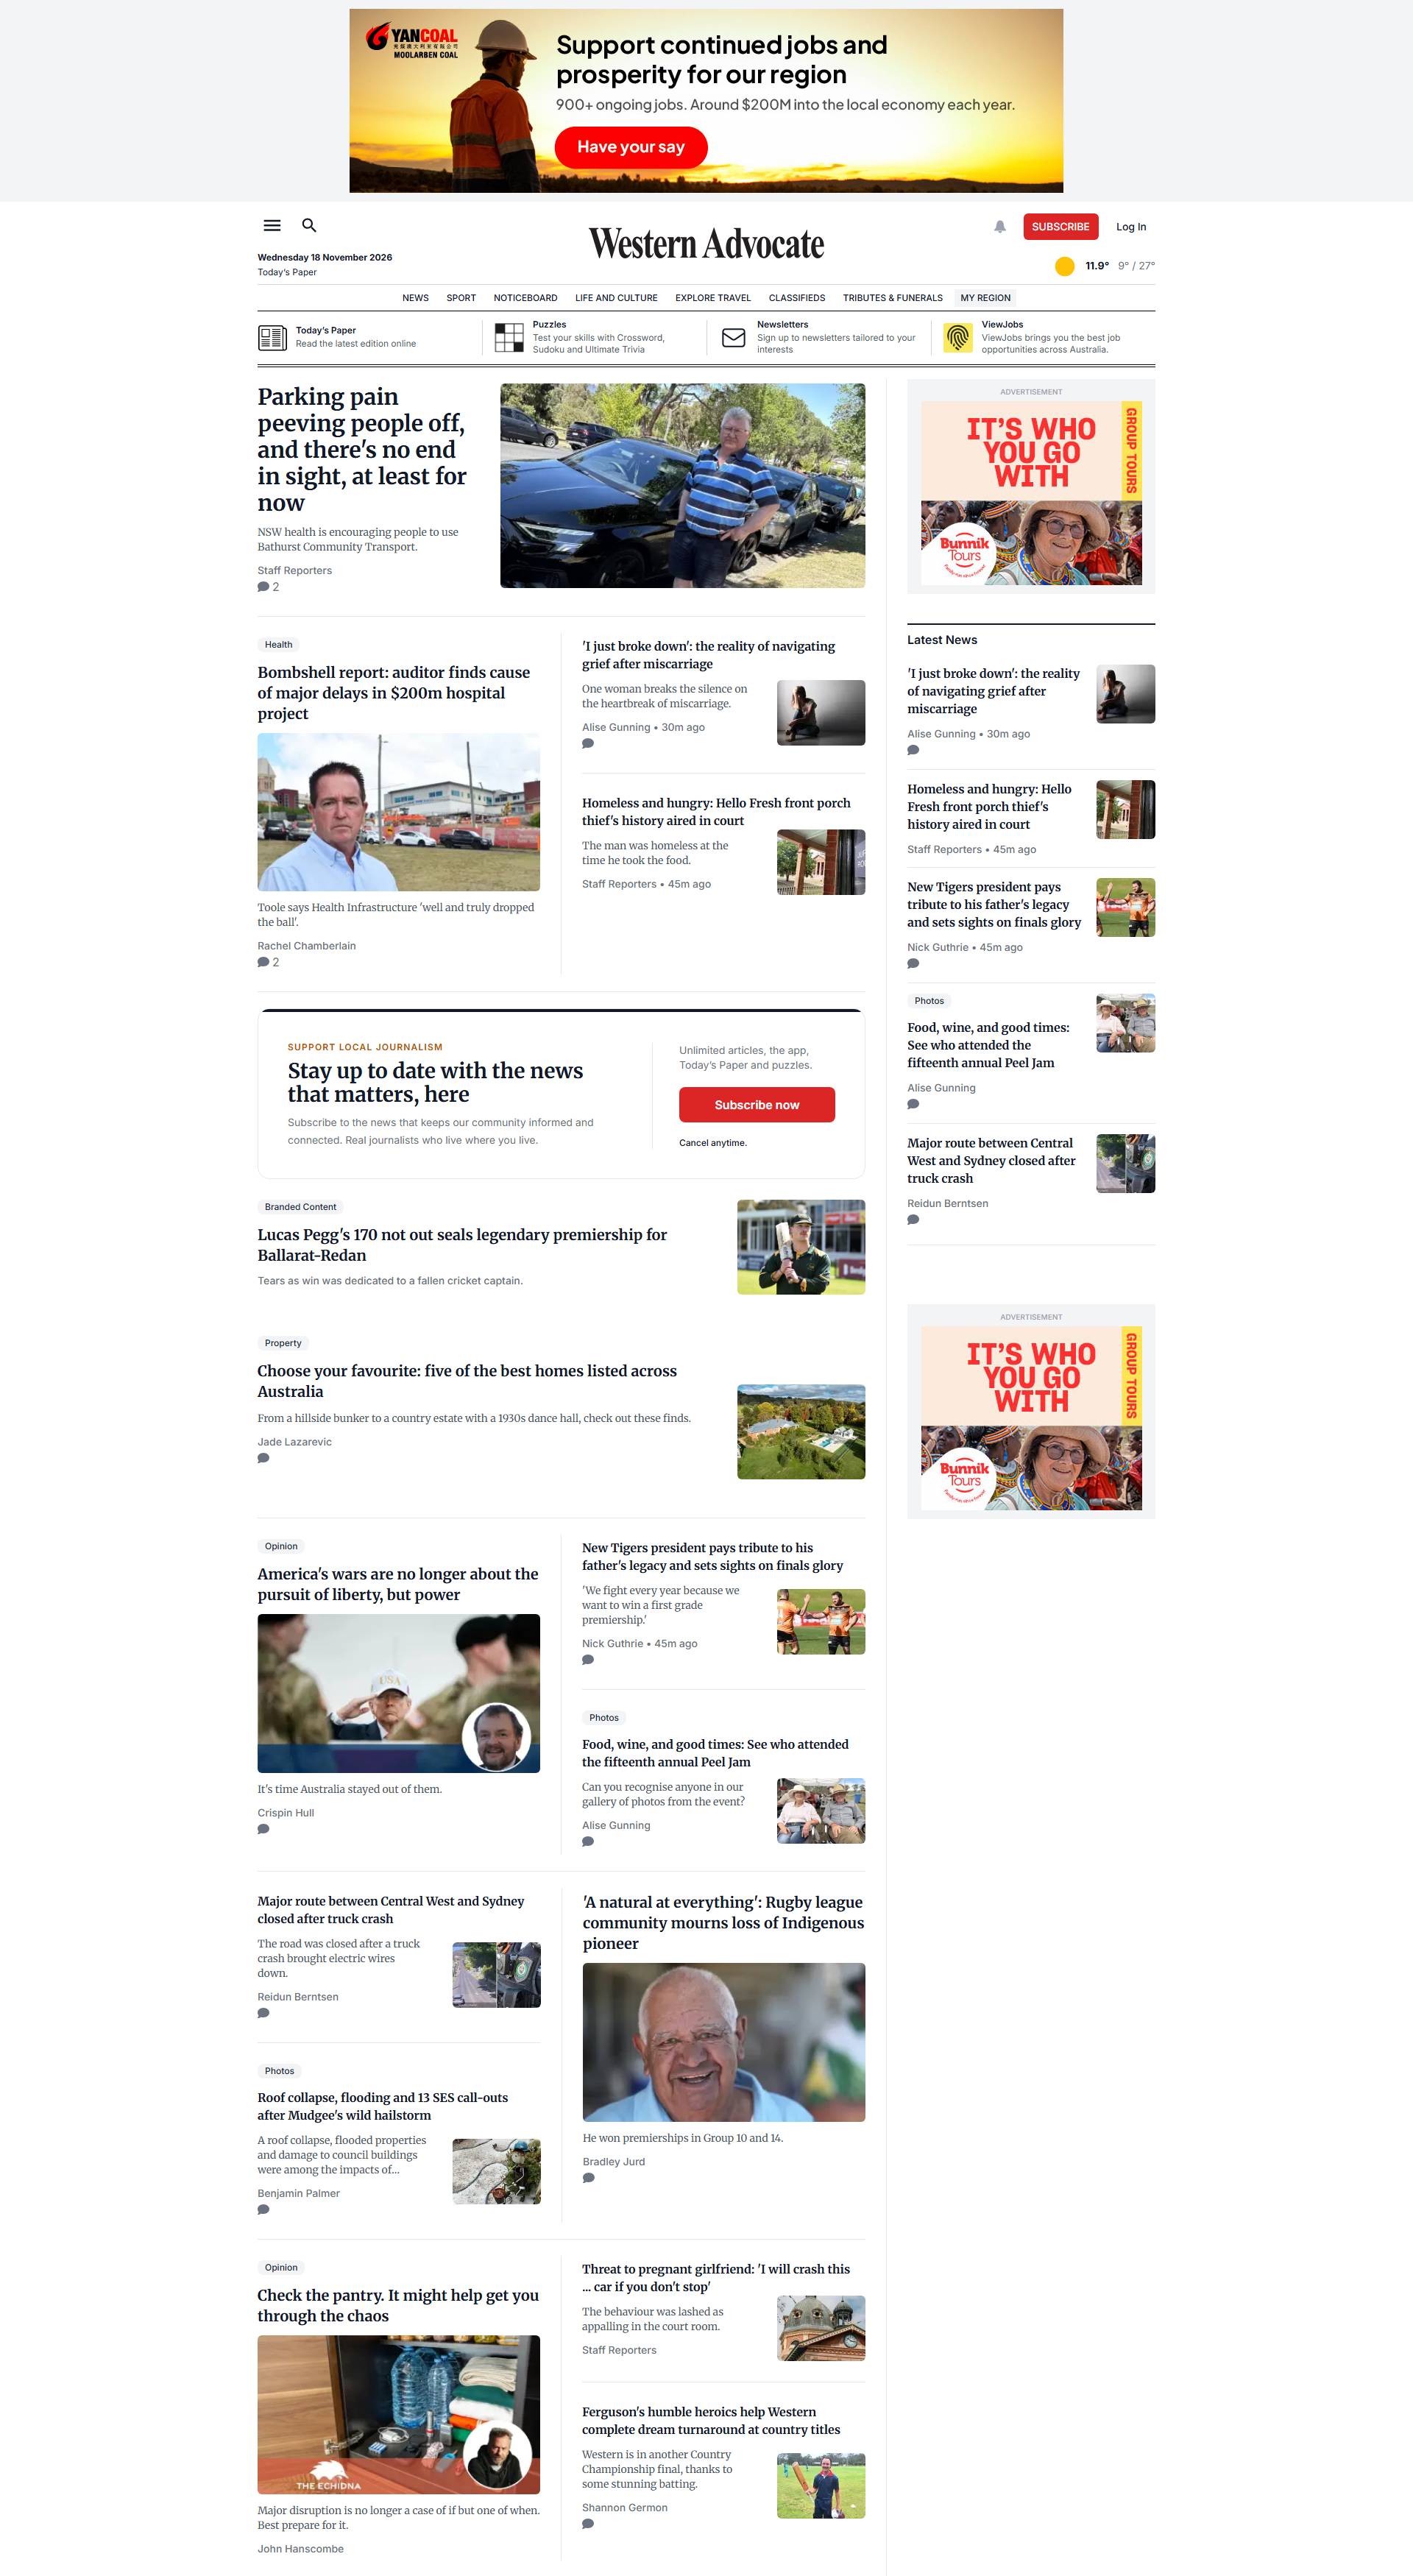 YANCOAL
MOOLARBEN COAL
Support continued jobs and
prosperity for our region
900+ ongoing jobs. Around $200M into the local economy each year.
Have your say
Western Advocate
SUBSCRIBE
Log In
Wednesday 18 November 2026
Today's Paper
11.9° 9° / 27°
NEWS SPORT NOTICEBOARD LIFE AND CULTURE EXPLORE TRAVEL CLASSIFIEDS TRIBUTES & FUNERALS MY REGION
Today's Paper
Read the latest edition online
Puzzles
Test your skills with Crossword,
Sudoku and Ultimate Trivia
Newsletters
Sign up to newsletters tailored to your
interests
ViewJobs
ViewJobs brings you the best job
opportunities across Australia.
Parking pain
peeving people off,
and there's no end
in sight, at least for
now
NSW health is encouraging people to use
Bathurst Community Transport.
Staff Reporters
2
Health
Bombshell report: auditor finds cause
of major delays in $200m hospital
project
Toole says Health Infrastructure 'well and truly dropped
the ball'.
Rachel Chamberlain
2
'I just broke down': the reality of navigating
grief after miscarriage
One woman breaks the silence on
the heartbreak of miscarriage.
Alise Gunning • 30m ago
Homeless and hungry: Hello Fresh front porch
thief's history aired in court
The man was homeless at the
time he took the food.
Staff Reporters • 45m ago
SUPPORT LOCAL JOURNALISM
Stay up to date with the news
that matters, here
Subscribe to the news that keeps our community informed and
connected. Real journalists who live where you live.
Unlimited articles, the app,
Today's Paper and puzzles.
Subscribe now
Cancel anytime.
Branded Content
Lucas Pegg's 170 not out seals legendary premiership for
Ballarat-Redan
Tears as win was dedicated to a fallen cricket captain.
Property
Choose your favourite: five of the best homes listed across
Australia
From a hillside bunker to a country estate with a 1930s dance hall, check out these finds.
Jade Lazarevic
Opinion
America's wars are no longer about the
pursuit of liberty, but power
USA
It's time Australia stayed out of them.
Crispin Hull
New Tigers president pays tribute to his
father's legacy and sets sights on finals glory
'We fight every year because we
want to win a first grade
premiership.'
Nick Guthrie • 45m ago
Photos
Food, wine, and good times: See who attended
the fifteenth annual Peel Jam
Can you recognise anyone in our
gallery of photos from the event?
Alise Gunning
Major route between Central West and Sydney
closed after truck crash
The road was closed after a truck
crash brought electric wires
down.
Reidun Berntsen
Photos
Roof collapse, flooding and 13 SES call-outs
after Mudgee's wild hailstorm
A roof collapse, flooded properties
and damage to council buildings
were among the impacts of...
Benjamin Palmer
'A natural at everything': Rugby league
community mourns loss of Indigenous
pioneer
He won premierships in Group 10 and 14.
Bradley Jurd
Opinion
Check the pantry. It might help get you
through the chaos
THE ECHIDNA
Major disruption is no longer a case of if but one of when.
Best prepare for it.
John Hanscombe
Threat to pregnant girlfriend: 'I will crash this
... car if you don't stop'
The behaviour was lashed as
appalling in the court room.
Staff Reporters
Ferguson's humble heroics help Western
complete dream turnaround at country titles
Western is in another Country
Championship final, thanks to
some stunning batting.
Shannon Germon
ADVERTISEMENT
IT'S WHO
YOU GO
WITH
GROUP TOURS
Bunnik
Tours
Latest News
'I just broke down': the reality
of navigating grief after
miscarriage
Alise Gunning • 30m ago
Homeless and hungry: Hello
Fresh front porch thief's
history aired in court
Staff Reporters • 45m ago
New Tigers president pays
tribute to his father's legacy
and sets sights on finals glory
Nick Guthrie • 45m ago
Photos
Food, wine, and good times:
See who attended the
fifteenth annual Peel Jam
Alise Gunning
Major route between Central
West and Sydney closed after
truck crash
Reidun Berntsen
ADVERTISEMENT
IT'S WHO
YOU GO
WITH
GROUP TOURS
Bunnik
Tours